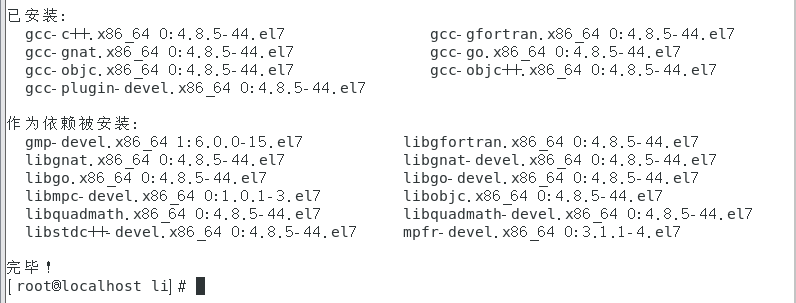 已安装:
gcc-c++.x86_64 0:4.8.5-44.el7 gcc-gfortran.x86_64 0:4.8.5-44.el7
gcc-gnat.x86_64 0:4.8.5-44.el7 gcc-go.x86_64 0:4.8.5-44.el7
gcc-objc.x86_64 0:4.8.5-44.el7 gcc-objc++.x86_64 0:4.8.5-44.el7
gcc-plugin-devel.x86_64 0:4.8.5-44.el7
作为依赖被安装:
gmp-devel.x86_64 1:6.0.0-15.el7 libgfortran.x86_64 0:4.8.5-44.el7
libgnat.x86_64 0:4.8.5-44.el7 libgnat-devel.x86_64 0:4.8.5-44.el7
libgo.x86_64 0:4.8.5-44.el7 libgo-devel.x86_64 0:4.8.5-44.el7
libmpc-devel.x86_64 0:1.0.1-3.el7 libobjc.x86_64 0:4.8.5-44.el7
libquadmath.x86_64 0:4.8.5-44.el7 libquadmath-devel.x86_64 0:4.8.5-44.el7
libstdc++-devel.x86_64 0:4.8.5-44.el7 mpfr-devel.x86_64 0:3.1.1-4.el7
完毕！
[root@localhost li]#